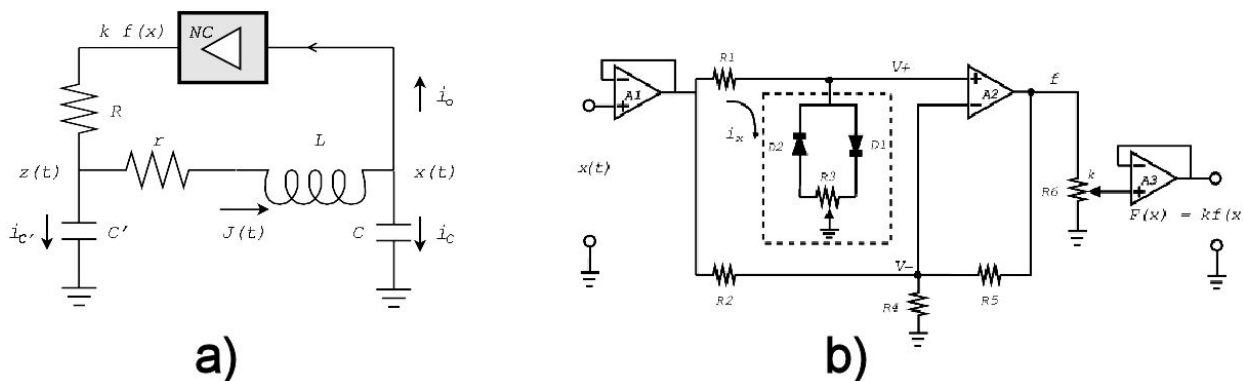 k f(x)
NC
R
i₀
r
L
z(t)
x(t)
i_C'
C'
J(t)
C
i_C
a)
R1
V+
f
A1
A2
i_x
D2
D1
x(t)
R3
k
A3
R6
F(x) = kf(x
V-
R2
R4
R5
b)